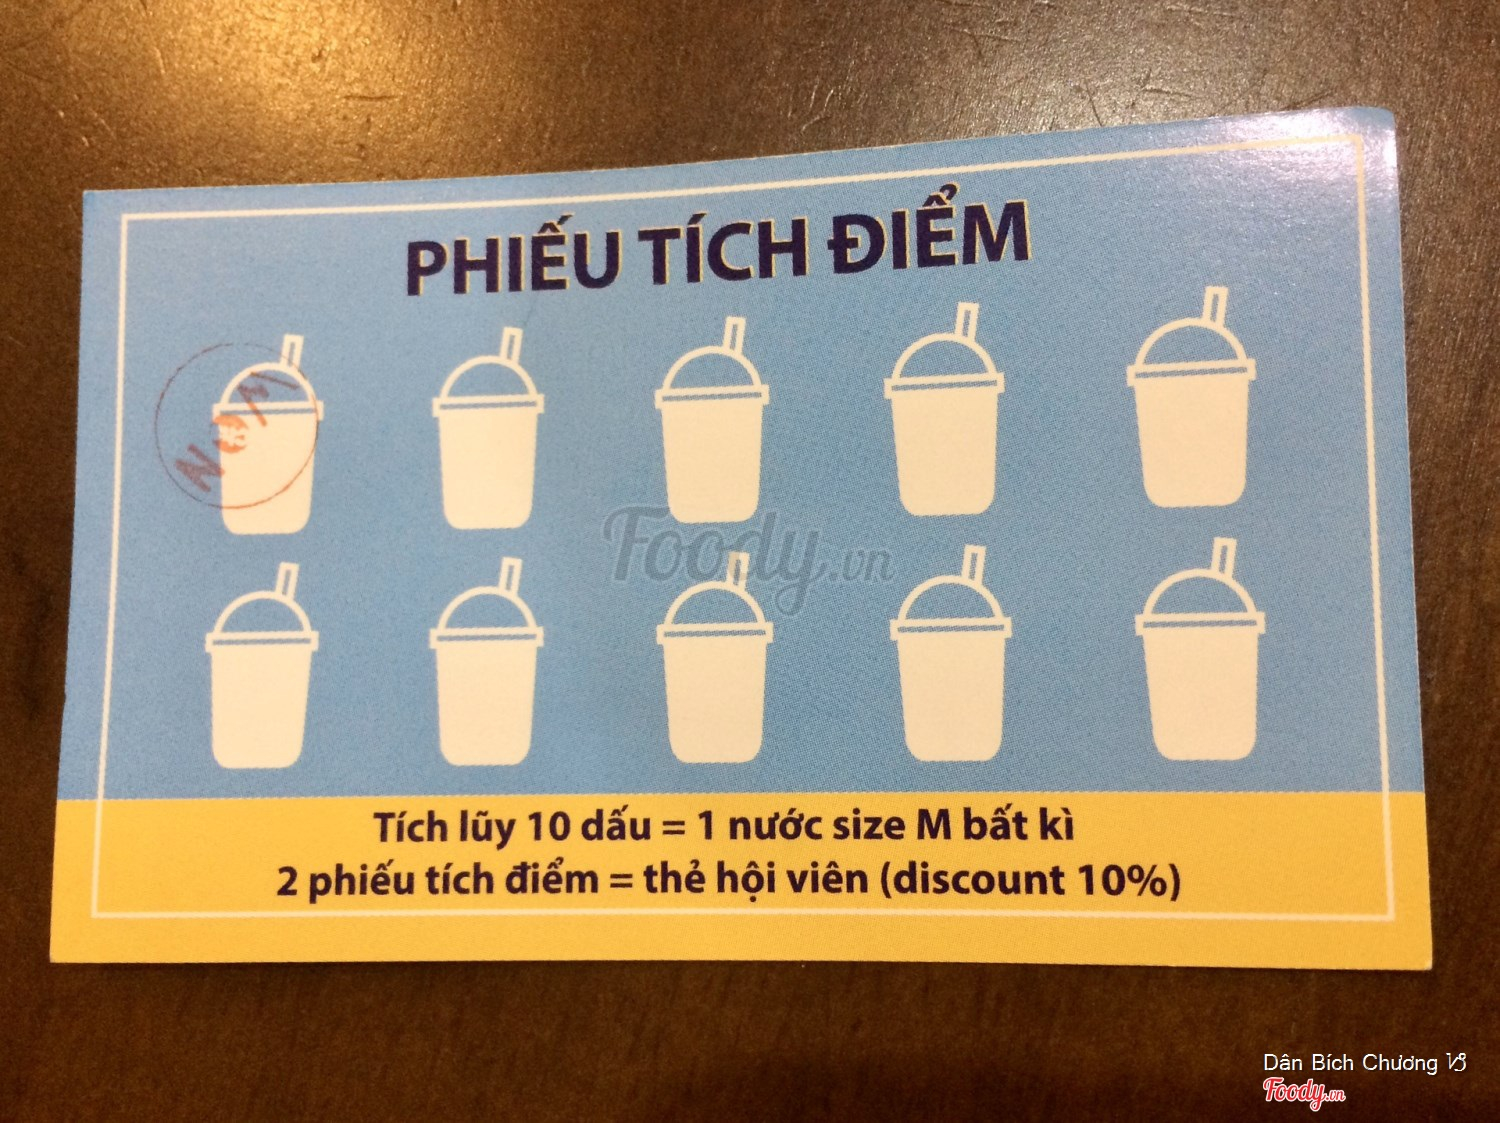 PHIẾU TÍCH ĐIỂM
NOM
Foody.vn
Tích lũy 10 dấu = 1 nước size M bất kì
2 phiếu tích điểm = thẻ hội viên (discount 10%)
Dân Bích Chương
Foody.vn